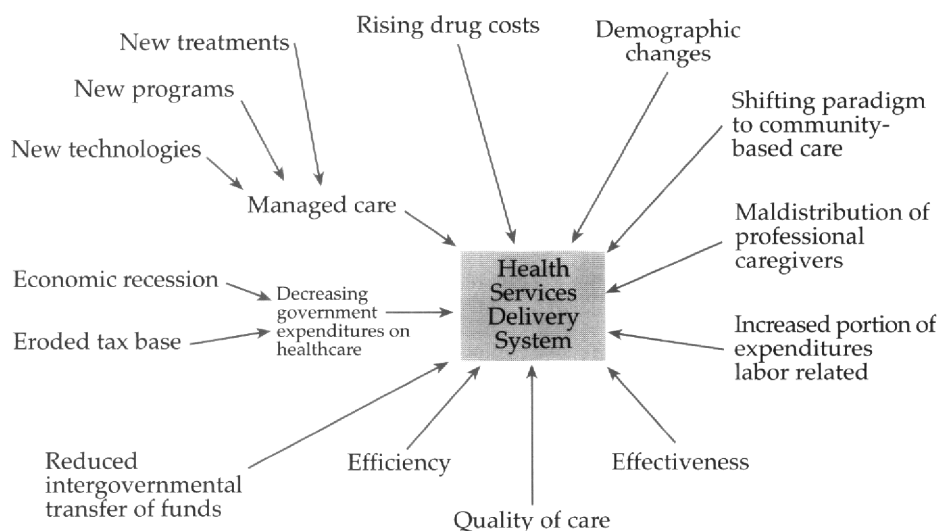 Rising drug costs
Demographic
changes
New treatments
New programs
New technologies
Managed care
Shifting paradigm
to community-
based care
Maldistribution of
professional
caregivers
Health
Services
Delivery
System
Economic recession
Eroded tax base
Decreasing
government
expenditures on
healthcare
Increased portion of
expenditures
labor related
Reduced
intergovernmental
transfer of funds
Efficiency
Quality of care
Effectiveness